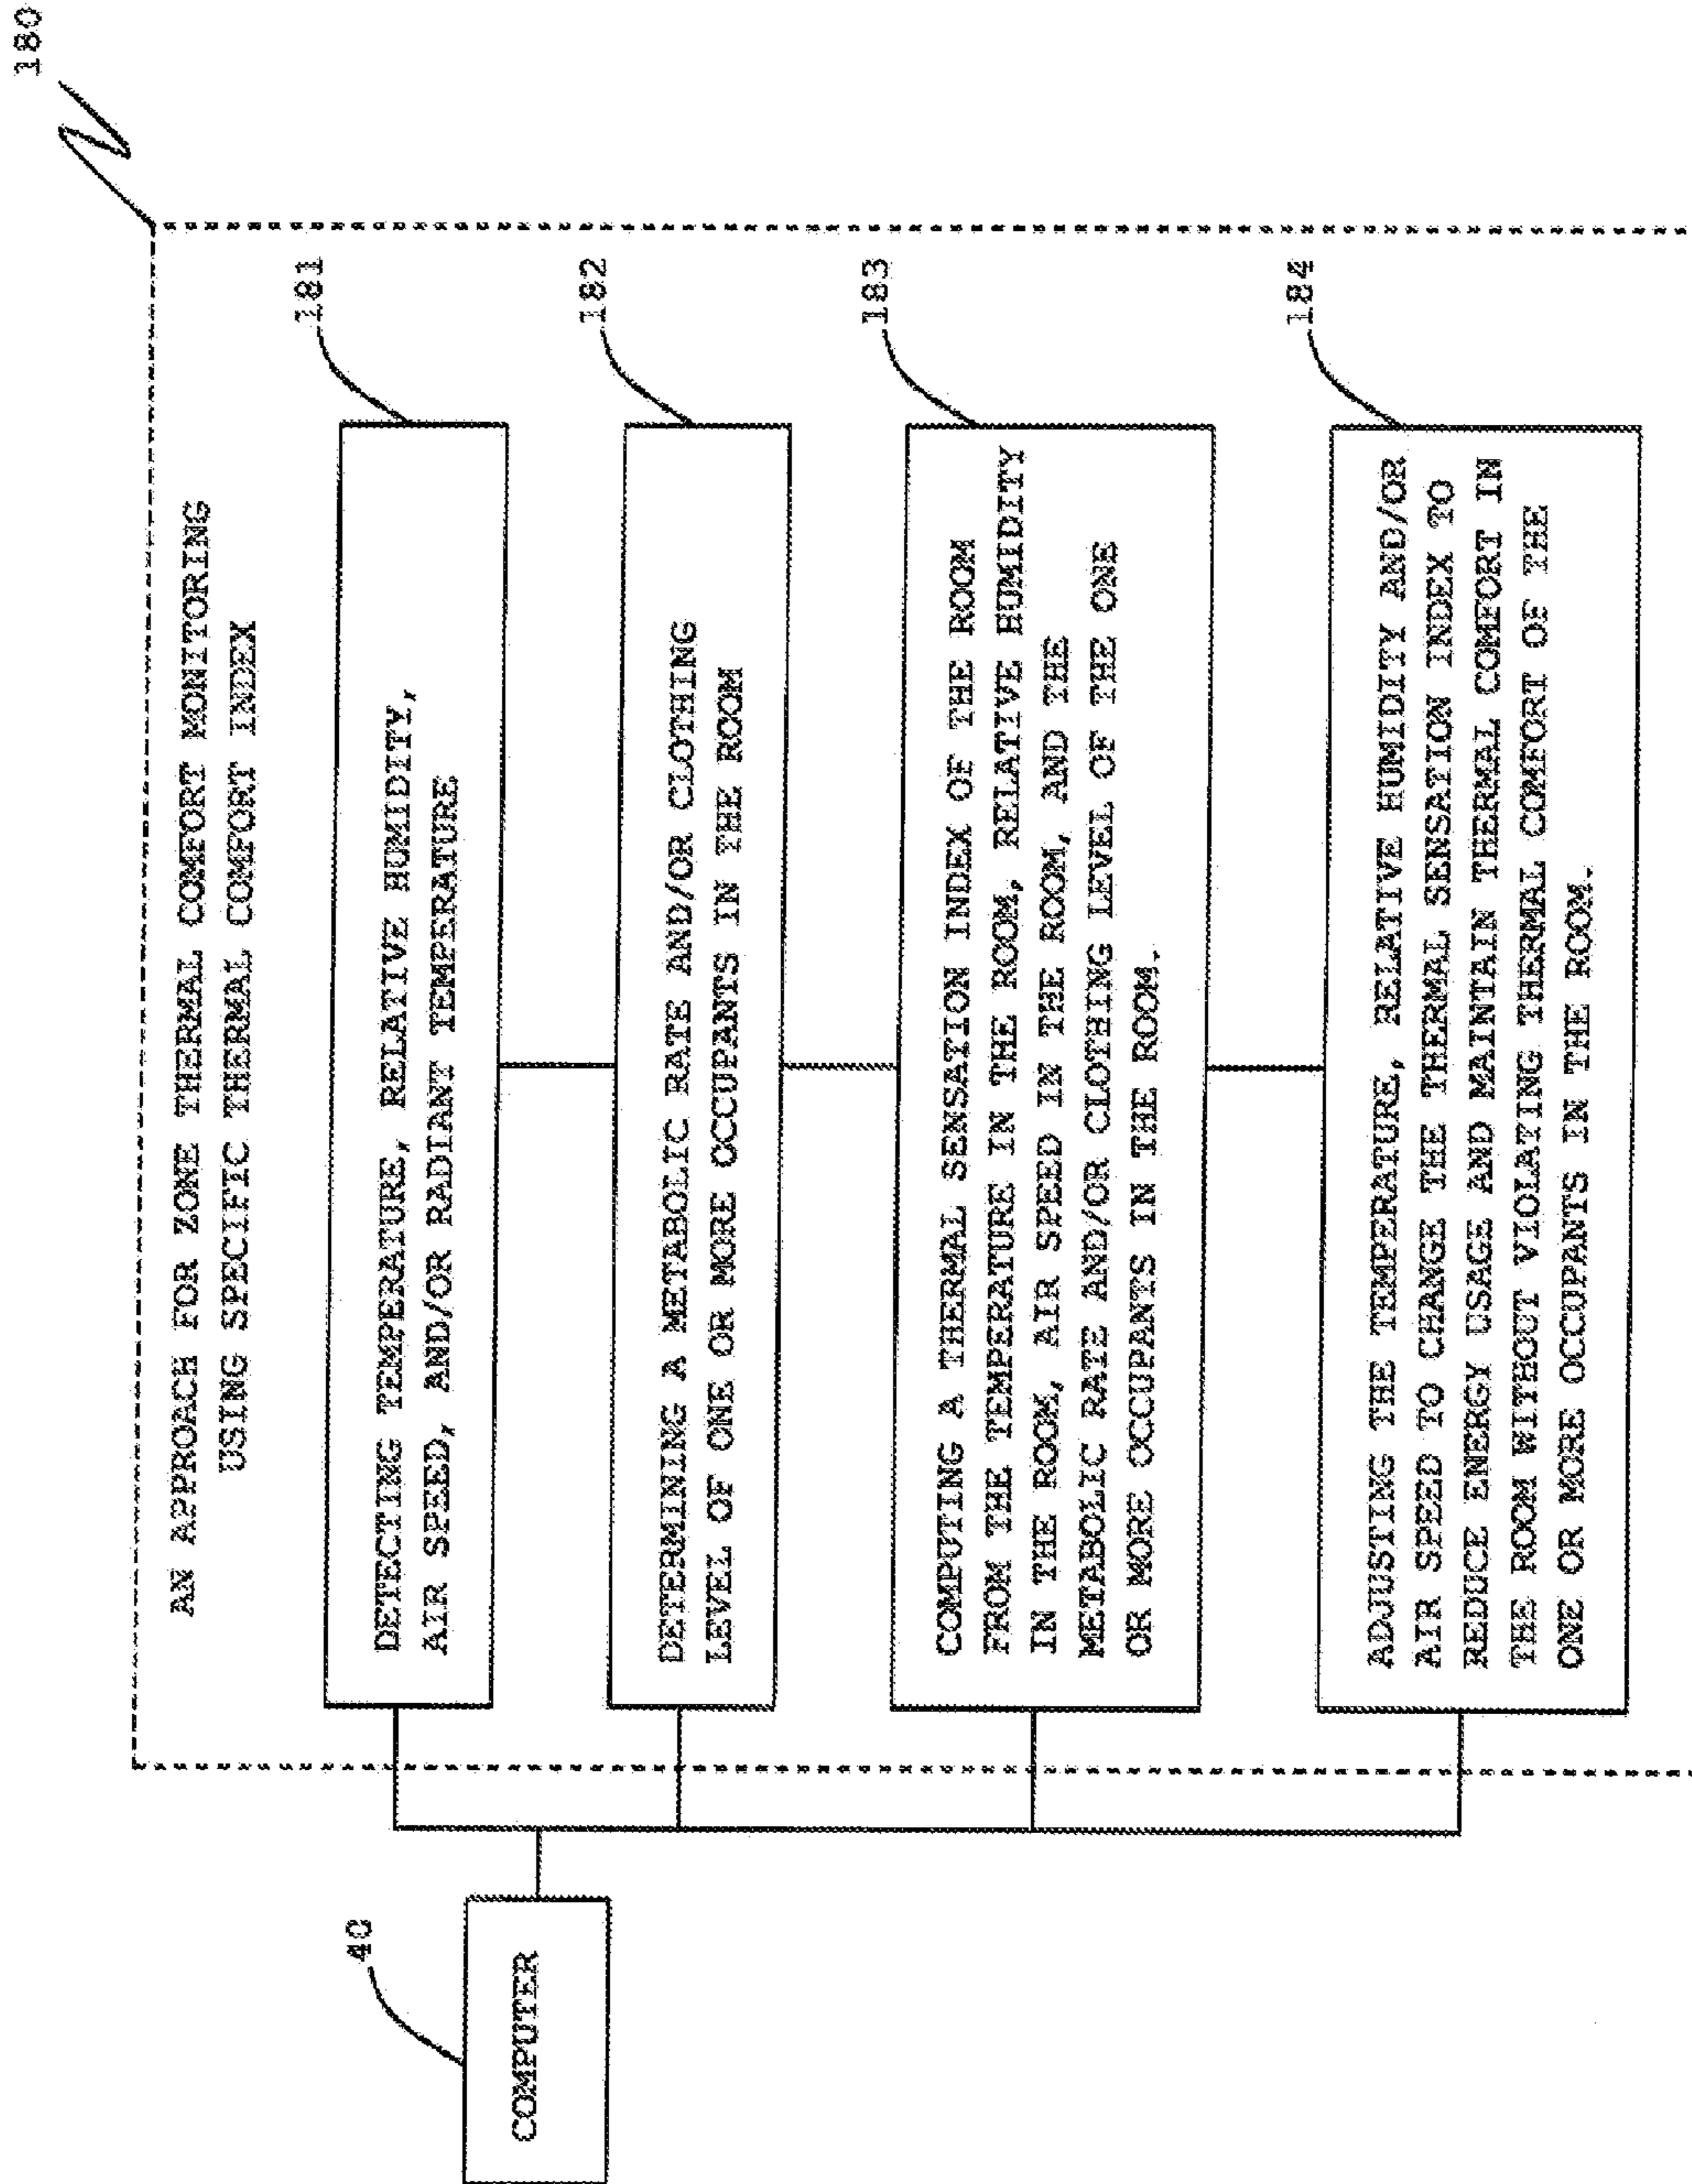 180
AN APPROACH FOR ZONE THERMAL COMFORT MONITORING
USING SPECIFIC THERMAL COMFORT INDEX
181
DETECTING TEMPERATURE, RELATIVE HUMIDITY,
AIR SPEED, AND/OR RADIANT TEMPERATURE
40
COMPUTER
182
DETERMINING A METABOLIC RATE AND/OR CLOTHING
LEVEL OF ONE OR MORE OCCUPANTS IN THE ROOM
183
COMPUTING A THERMAL SENSATION INDEX OF THE ROOM
FROM THE TEMPERATURE IN THE ROOM, RELATIVE HUMIDITY
IN THE ROOM, AIR SPEED IN THE ROOM, AND THE
METABOLIC RATE AND/OR CLOTHING LEVEL OF THE ONE
OR MORE OCCUPANTS IN THE ROOM.
184
ADJUSTING THE TEMPERATURE, RELATIVE HUMIDITY AND/OR
AIR SPEED TO CHANGE THE THERMAL SENSATION INDEX TO
REDUCE ENERGY USAGE AND MAINTAIN THERMAL COMFORT IN
THE ROOM WITHOUT VIOLATING THERMAL COMFORT OF THE
ONE OR MORE OCCUPANTS IN THE ROOM.